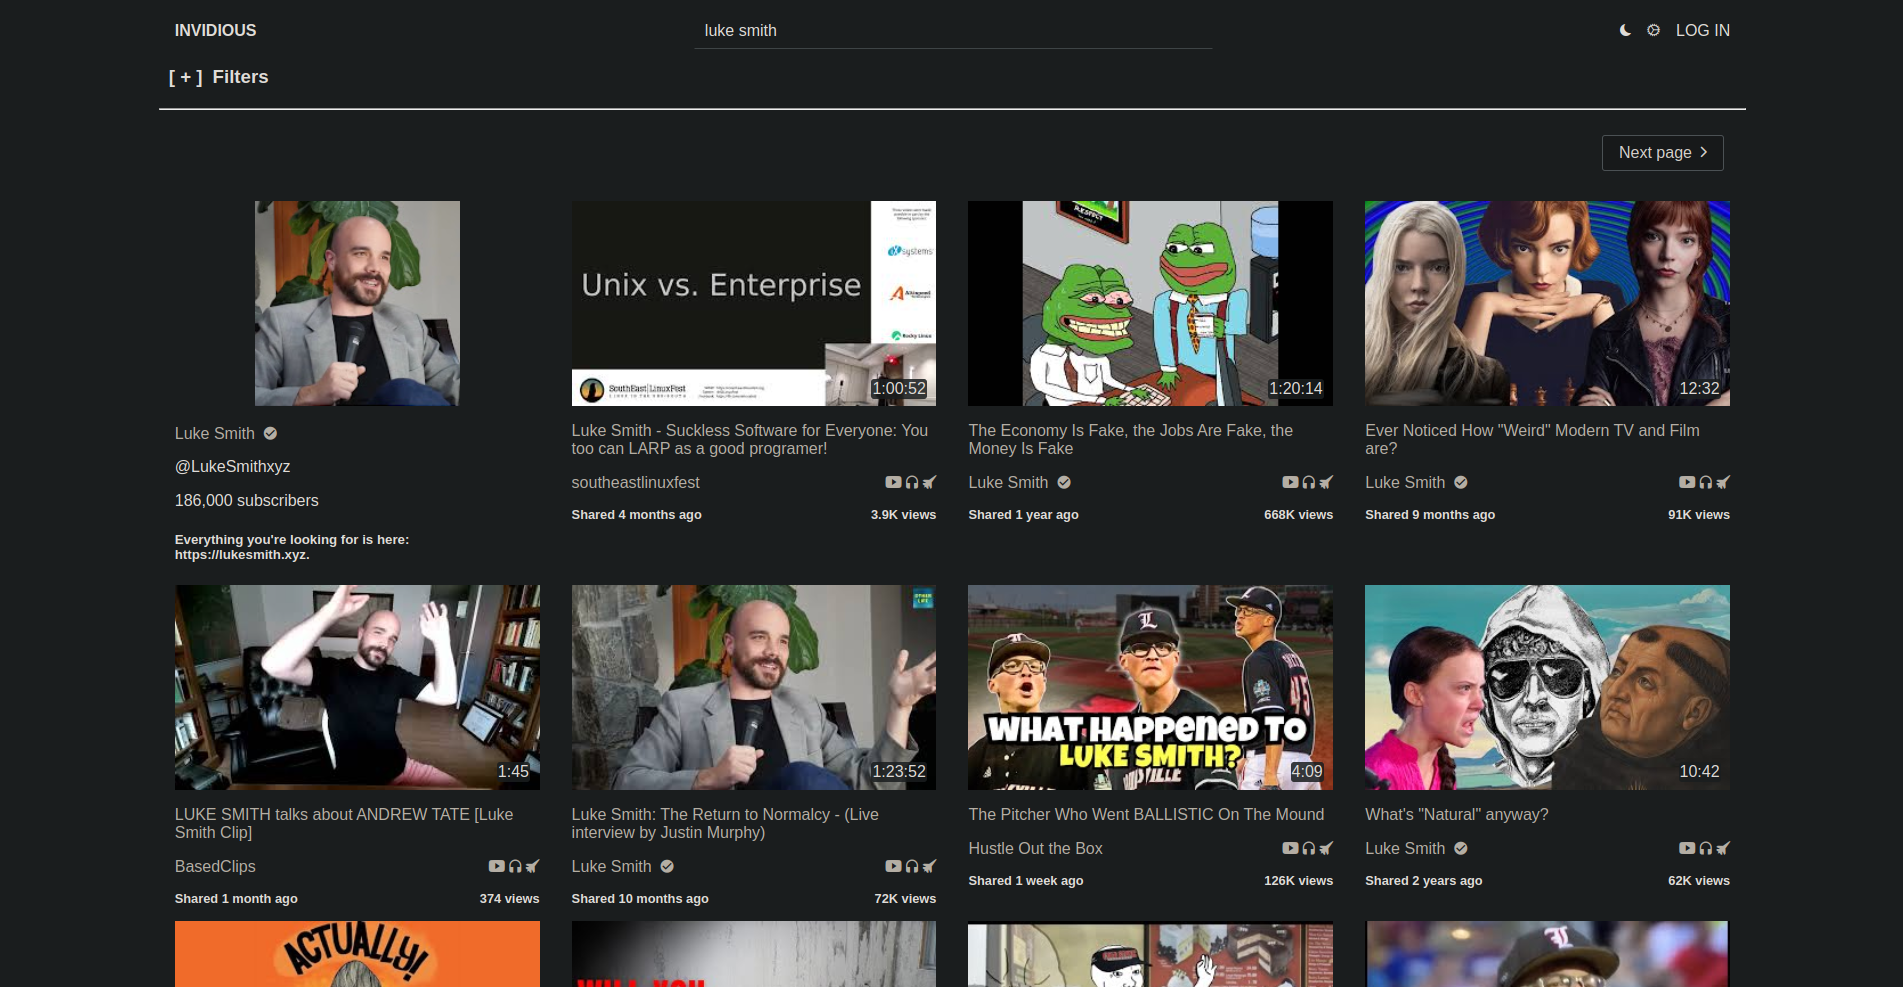 INVIDIOUS
luke smith
LOG IN
[ + ] Filters
Next page
Unix vs. Enterprise
systems
Rocky Linux
SouthEast LinuxFest
1:00:52
1:20:14
12:32
Luke Smith
@LukeSmithxyz
186,000 subscribers
Everything you're looking for is here:
https://lukesmith.xyz.
Luke Smith - Suckless Software for Everyone: You
too can LARP as a good programer!
southeastlinuxfest
Shared 4 months ago
3.9K views
The Economy Is Fake, the Jobs Are Fake, the
Money Is Fake
Luke Smith
Shared 1 year ago
668K views
Ever Noticed How "Weird" Modern TV and Film
are?
Luke Smith
Shared 9 months ago
91K views
1:45
OTHER
LIFE
1:23:52
WHAT HAPPENED TO
LUKE SMITH?
4:09
10:42
LUKE SMITH talks about ANDREW TATE [Luke
Smith Clip]
BasedClips
Shared 1 month ago
374 views
Luke Smith: The Return to Normalcy - (Live
interview by Justin Murphy)
Luke Smith
Shared 10 months ago
72K views
The Pitcher Who Went BALLISTIC On The Mound
Hustle Out the Box
Shared 1 week ago
126K views
What's "Natural" anyway?
Luke Smith
Shared 2 years ago
62K views
ACTUALLY!
WILL YOU